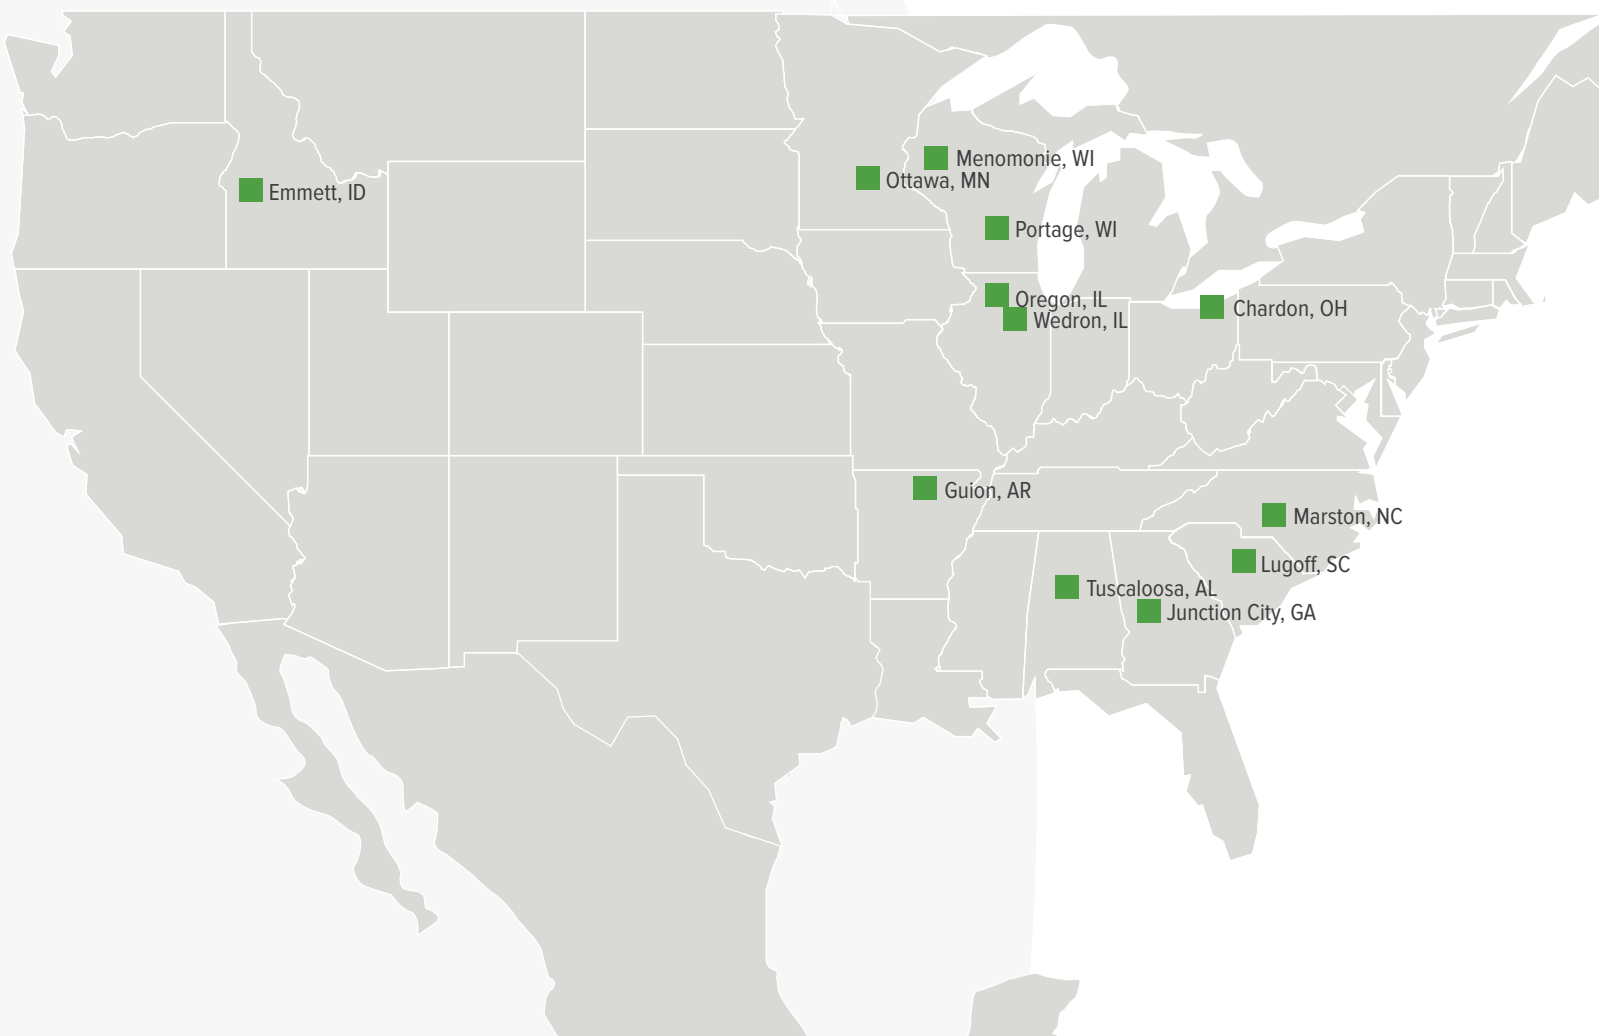 Menomonie, WI
Ottawa, MN
Emmett, ID
Portage, WI
Oregon, IL
Chardon, OH
Wedron, IL
Guion, AR
Marston, NC
Lugoff, SC
Tuscaloosa, AL
Junction City, GA